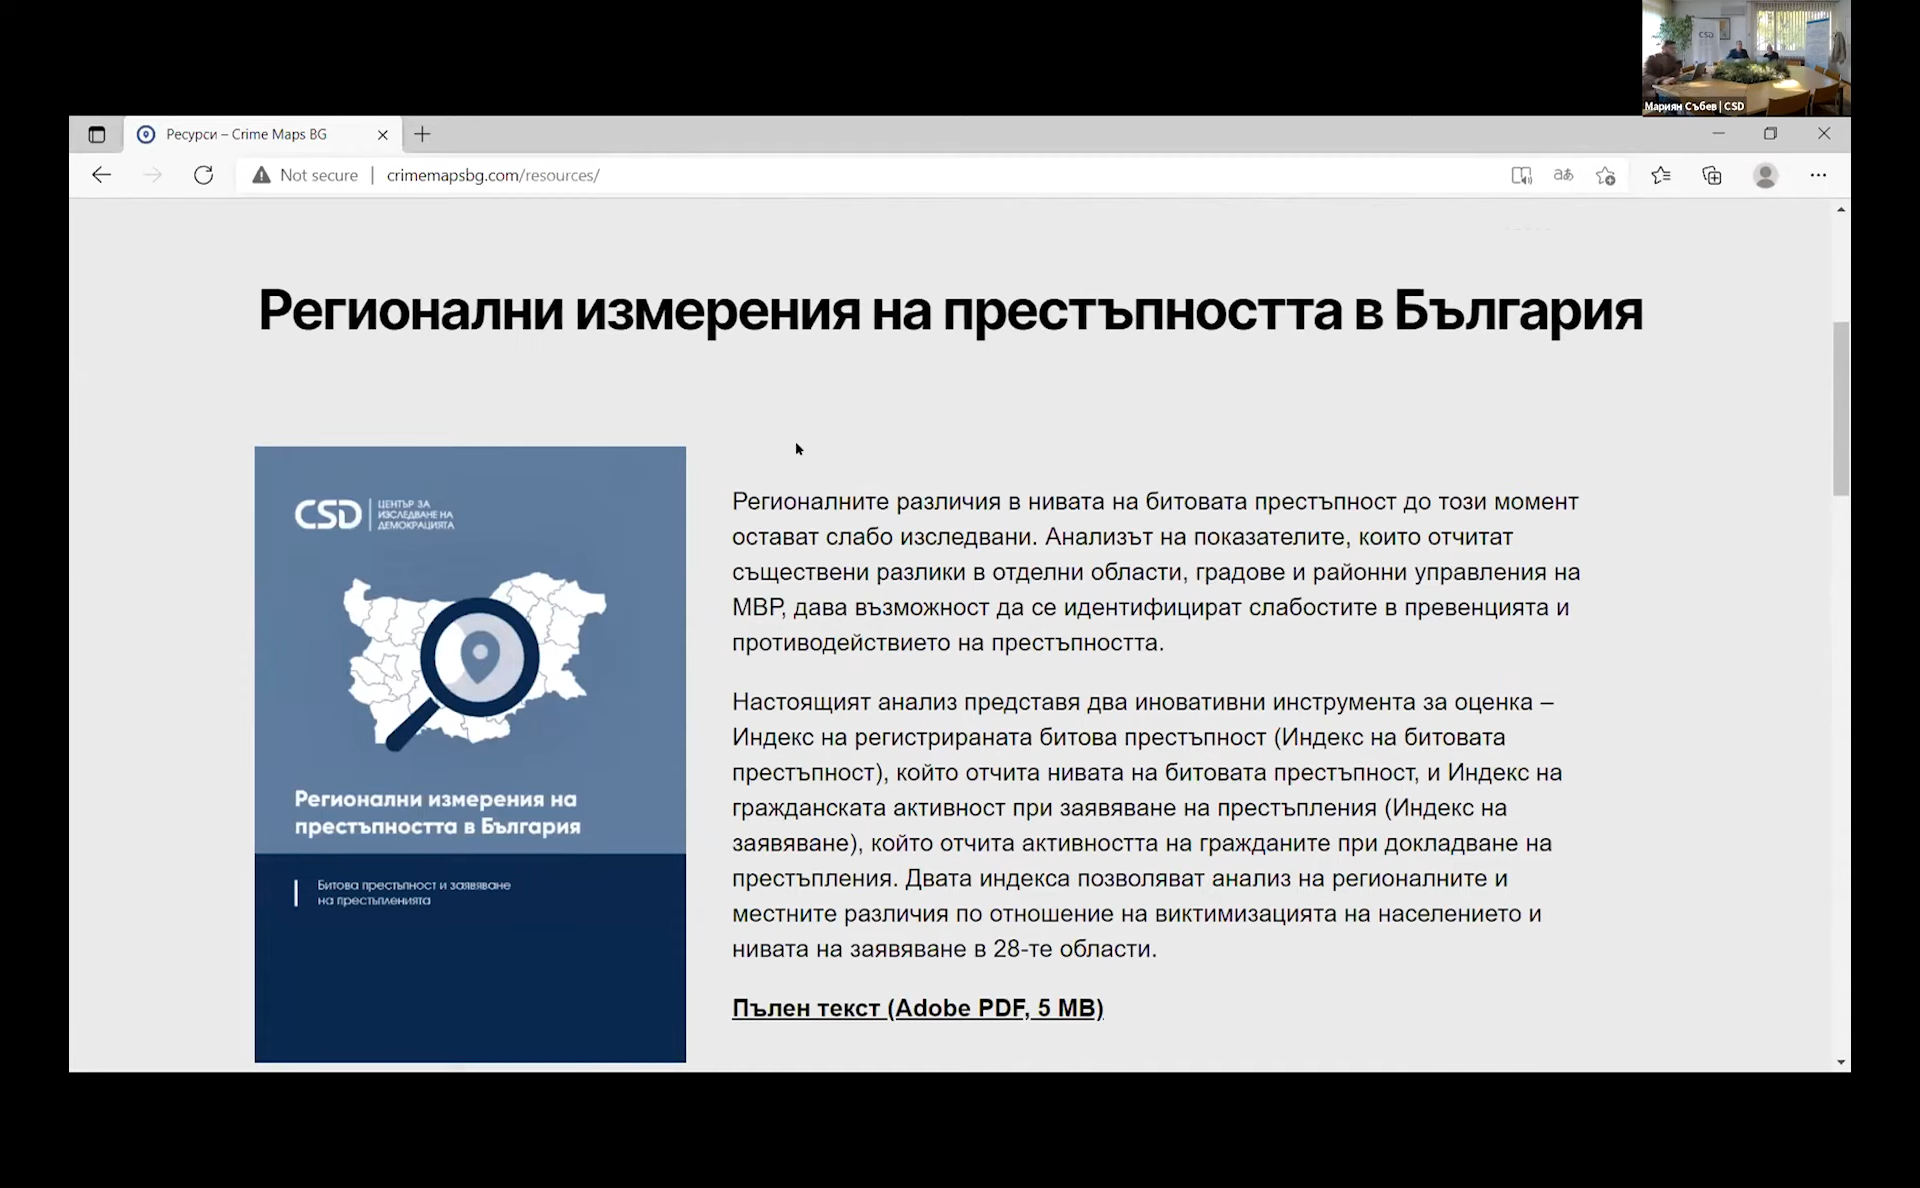 CSD
Мариян Събев | CSD
Ресурси – Crime Maps BG
Not secure | crimemapsbg.com/resources/
Регионални измерения на престъпността в България
CSD | ЦЕНТЪР ЗА
ИЗСЛЕДВАНЕ НА
ДЕМОКРАЦИЯТА
Регионални измерения на
престъпността в България
Битова престъпност и заявяване
на престъпленията
Регионалните различия в нивата на битовата престъпност до този момент
остават слабо изследвани. Анализът на показателите, които отчитат
съществени разлики в отделни области, градове и районни управления на
МВР, дава възможност да се идентифицират слабостите в превенцията и
противодействието на престъпността.
Настоящият анализ представя два иновативни инструмента за оценка –
Индекс на регистрираната битова престъпност (Индекс на битовата
престъпност), който отчита нивата на битовата престъпност, и Индекс на
гражданската активност при заявяване на престъпления (Индекс на
заявяване), който отчита активността на гражданите при докладване на
престъпления. Двата индекса позволяват анализ на регионалните и
местните различия по отношение на виктимизацията на населението и
нивата на заявяване в 28-те области.
Пълен текст (Adobe PDF, 5 MB)